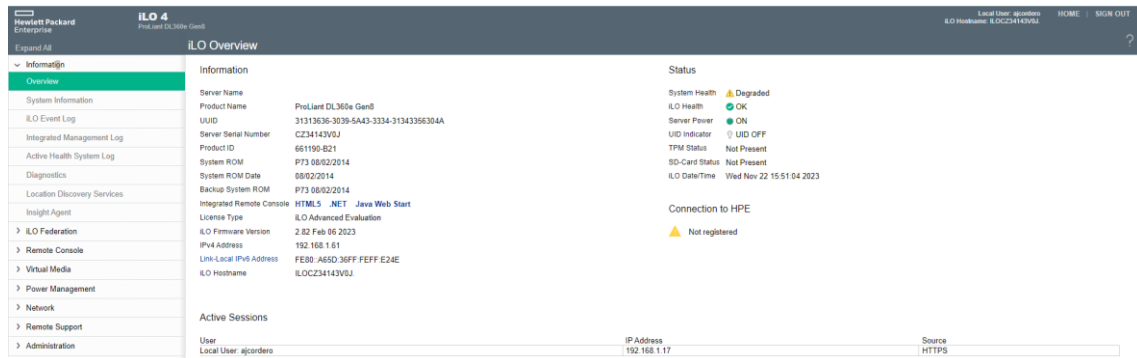 Hewlett Packard
Enterprise
iLO 4
ProLiant DL360e Gen8
Local User: ajcordero
iLO Hostname: ILOCZ34143V0J.
HOME | SIGN OUT
Expand All
iLO Overview
?
Information
Overview
System Information
iLO Event Log
Integrated Management Log
Active Health System Log
Diagnostics
Location Discovery Services
Insight Agent
iLO Federation
Remote Console
Virtual Media
Power Management
Network
Remote Support
Administration
Information
Server Name
Product Name ProLiant DL360e Gen8
UUID 31313636-3039-5A43-3334-31343356304A
Server Serial Number CZ34143V0J
Product ID 661190-B21
System ROM P73 08/02/2014
System ROM Date 08/02/2014
Backup System ROM P73 08/02/2014
Integrated Remote Console HTML5 .NET Java Web Start
License Type iLO Advanced Evaluation
iLO Firmware Version 2.82 Feb 06 2023
IPv4 Address 192.168.1.61
Link-Local IPv6 Address FE80::A65D:36FF:FEFF:E24E
iLO Hostname ILOCZ34143V0J.
Status
System Health Degraded
iLO Health OK
Server Power ON
UID Indicator UID OFF
TPM Status Not Present
SD-Card Status Not Present
iLO Date/Time Wed Nov 22 15:51:04 2023
Connection to HPE
Not registered
Active Sessions
User IP Address Source
Local User: ajcordero 192.168.1.17 HTTPS